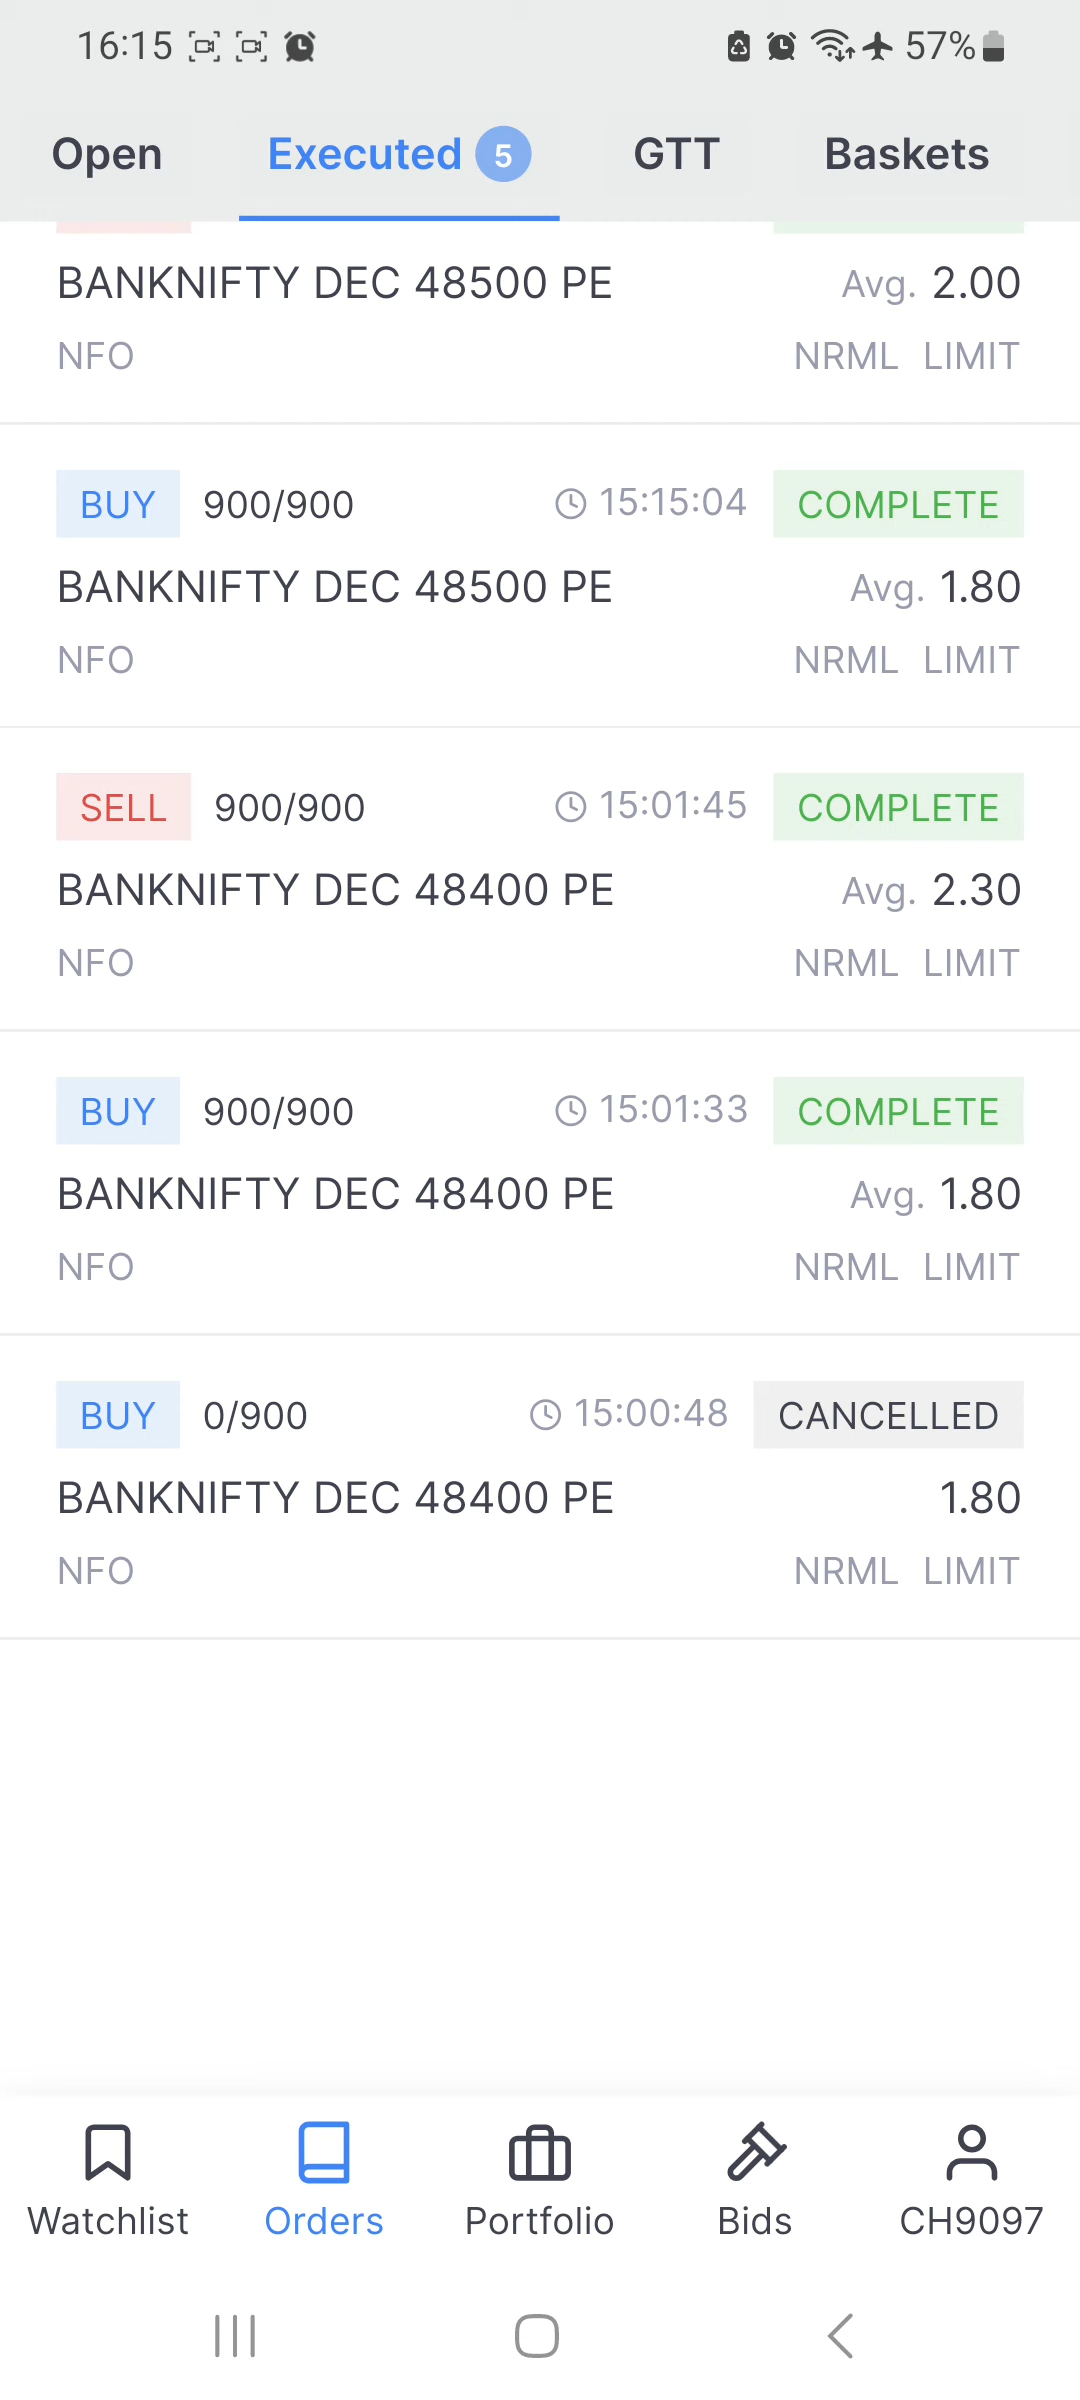 16:15 57%
Open Executed 5 GTT Baskets
BANKNIFTY DEC 48500 PE Avg. 2.00
NFO NRML LIMIT
BUY 900/900 15:15:04 COMPLETE
BANKNIFTY DEC 48500 PE Avg. 1.80
NFO NRML LIMIT
SELL 900/900 15:01:45 COMPLETE
BANKNIFTY DEC 48400 PE Avg. 2.30
NFO NRML LIMIT
BUY 900/900 15:01:33 COMPLETE
BANKNIFTY DEC 48400 PE Avg. 1.80
NFO NRML LIMIT
BUY 0/900 15:00:48 CANCELLED
BANKNIFTY DEC 48400 PE 1.80
NFO NRML LIMIT
Watchlist Orders Portfolio Bids CH9097